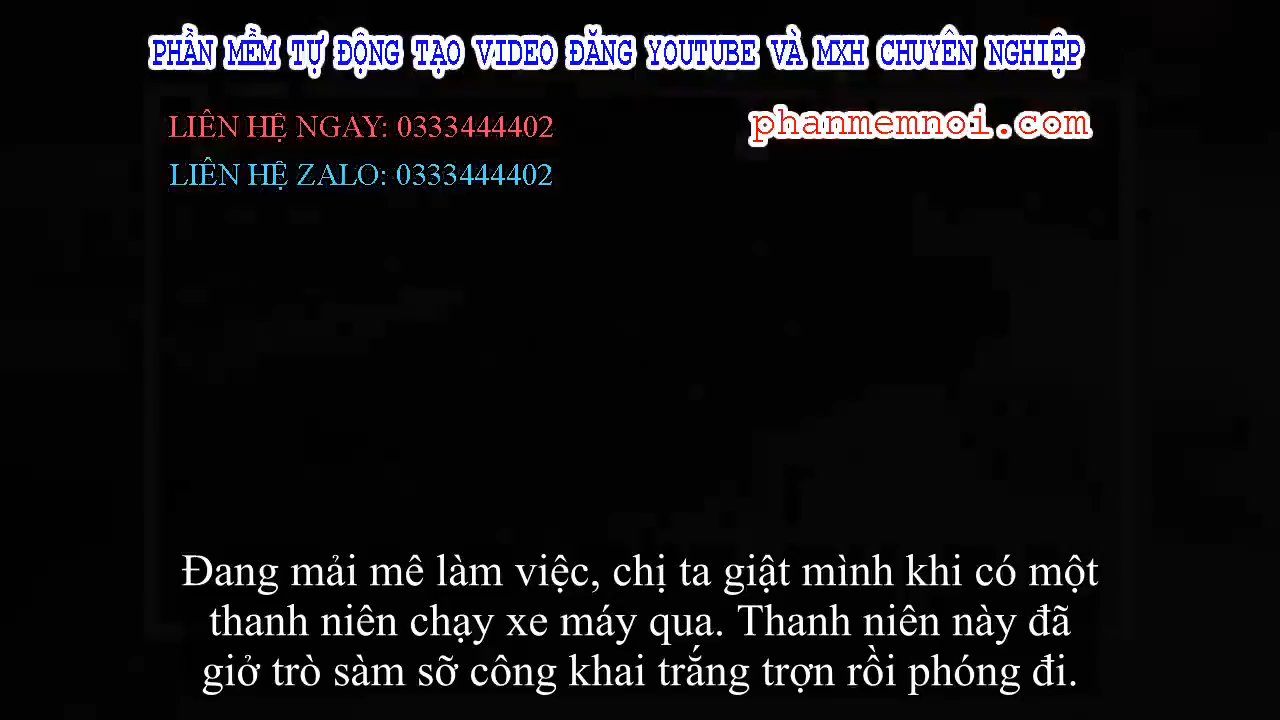 PHẦN MỀM TỰ ĐỘNG TẠO VIDEO ĐĂNG YOUTUBE VÀ MXH CHUYÊN NGHIỆP
LIÊN HỆ NGAY: 0333444402
phanmemnoi.com
LIÊN HỆ ZALO: 0333444402
Đang mải mê làm việc, chị ta giật mình khi có một
thanh niên chạy xe máy qua. Thanh niên này đã
giở trò sàm sỡ công khai trắng trợn rồi phóng đi.